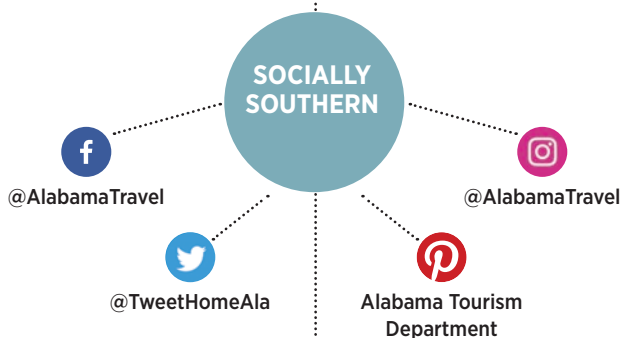 SOCIALLY
SOUTHERN
@AlabamaTravel
@AlabamaTravel
@TweetHomeAla
Alabama Tourism
Department